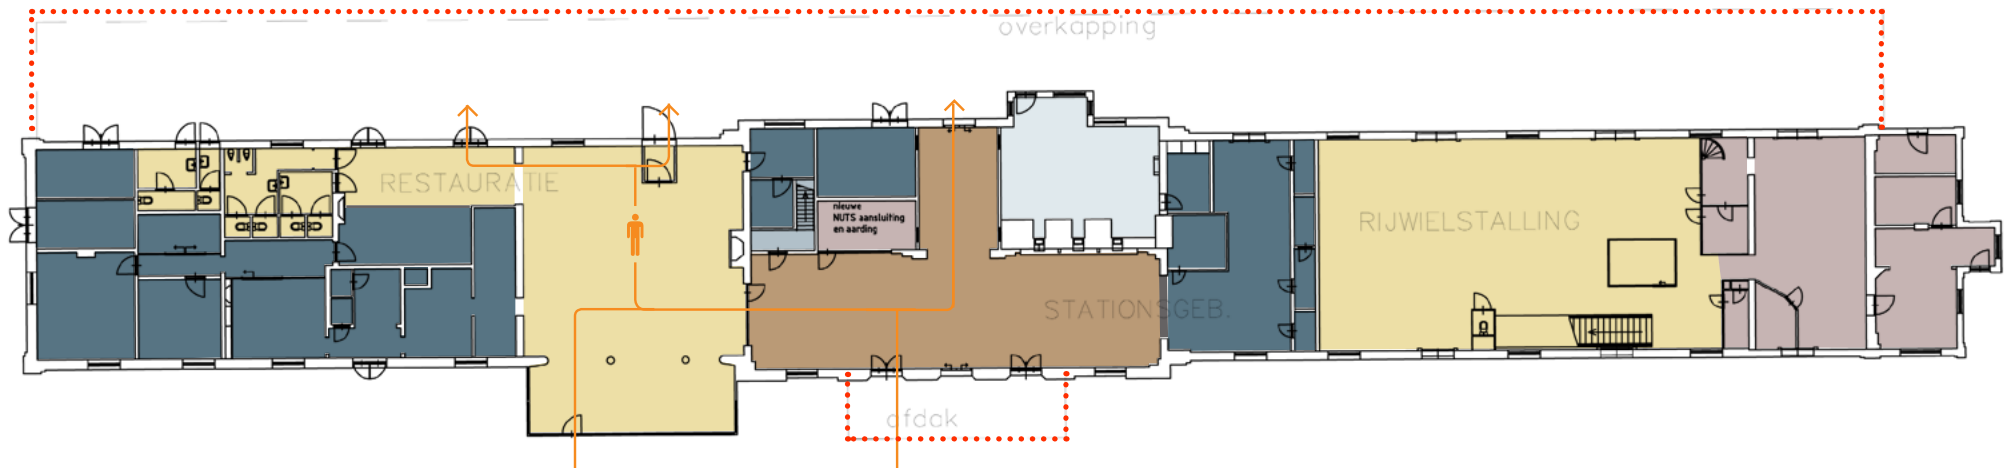 overkapping
RESTAURATIE
nieuwe
NUTS aansluiting
en aarding
RIJWIELSTALLING
STATIONSGEB.
afdak